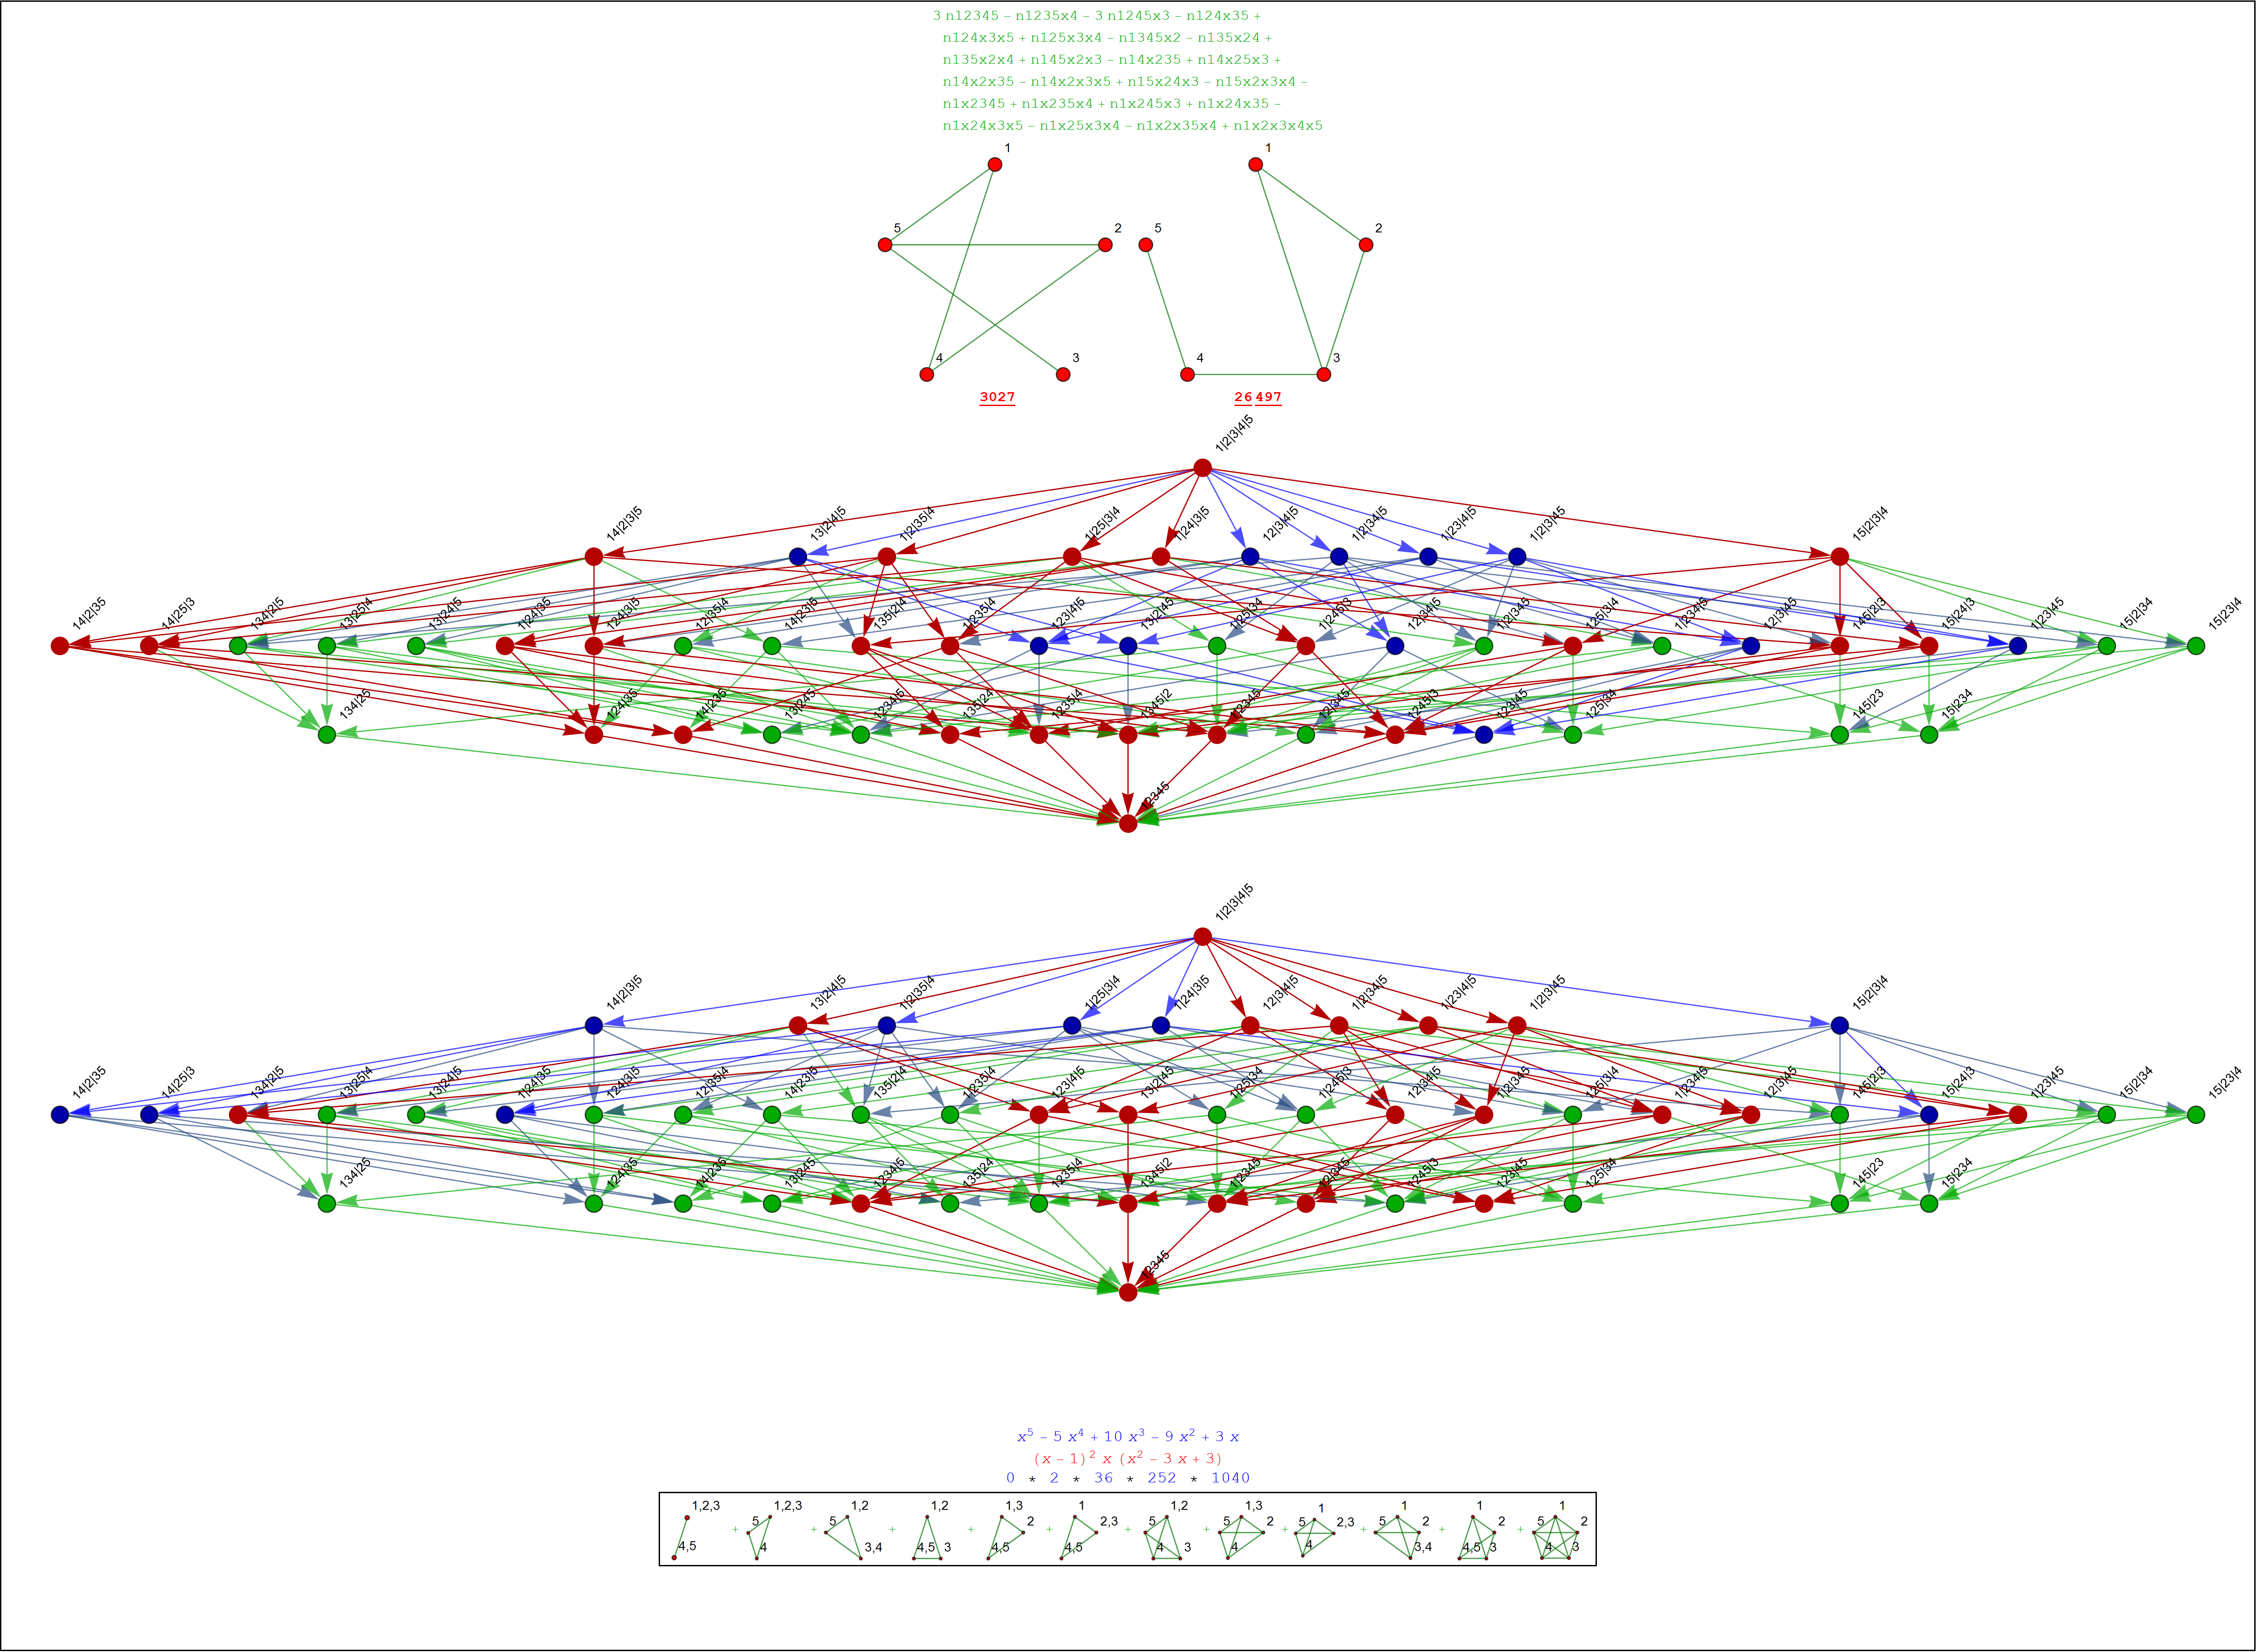 3 n12345 – n1235x4 – 3 n1245x3 – n124x35 +
n124x3x5 + n125x3x4 – n1345x2 – n135x24 +
n135x2x4 + n145x2x3 – n14x235 + n14x25x3 +
n14x2x35 – n14x2x3x5 + n15x24x3 – n15x2x3x4 –
n1x2345 + n1x235x4 + n1x245x3 + n1x24x35 –
n1x24x3x5 – n1x25x3x4 – n1x2x35x4 + n1x2x3x4x5
1 1
5 2 5 2
4 3 4 3
3027 26 497
1|2|3|4|5
14|2|3|5 13|2|4|5 1|2|35|4 1|25|3|4 1|24|3|5 12|3|4|5 1|2|34|5 1|23|4|5 1|2|3|45 15|2|3|4
14|2|35 14|25|3 134|2|5 13|25|4 13|24|5 1|24|35 124|3|5 12|35|4 14|23|5 135|2|4 1|235|4 123|4|5 13|2|45 1|25|34 1|245|3 12|34|5 1|2|345 125|3|4 1|234|5 12|3|45 145|2|3 15|24|3 1|23|45 15|2|34 15|23|4
134|25 124|35 14|235 13|245 1234|5 135|24 1235|4 1345|2 1|2345 12|345 1245|3 123|45 125|34 145|23 15|234
12345
1|2|3|4|5
14|2|3|5 13|2|4|5 1|2|35|4 1|25|3|4 1|24|3|5 12|3|4|5 1|2|34|5 1|23|4|5 1|2|3|45 15|2|3|4
14|2|35 14|25|3 134|2|5 13|25|4 13|24|5 1|24|35 124|3|5 12|35|4 14|23|5 135|2|4 1|235|4 123|4|5 13|2|45 1|25|34 1|245|3 12|34|5 1|2|345 125|3|4 1|234|5 12|3|45 145|2|3 15|24|3 1|23|45 15|2|34 15|23|4
134|25 124|35 14|235 13|245 1234|5 135|24 1235|4 1345|2 1|2345 12|345 1245|3 123|45 125|34 145|23 15|234
12345
x⁵ – 5 x⁴ + 10 x³ – 9 x² + 3 x
(x – 1)² x (x² – 3 x + 3)
0 * 2 * 36 * 252 * 1040
1,2,3 1,2,3 1,2 1,2 1,3 1 1,2 1,3 1 1 1 1
+ 5 + 5 + + 2 + 2,3 + 5 + 5 2 + 5 2,3 + 5 2 + 2 + 5 2
4,5 4 3,4 4,5 3 4,5 4,5 4 3 4 4 3,4 4,5 3 4 3